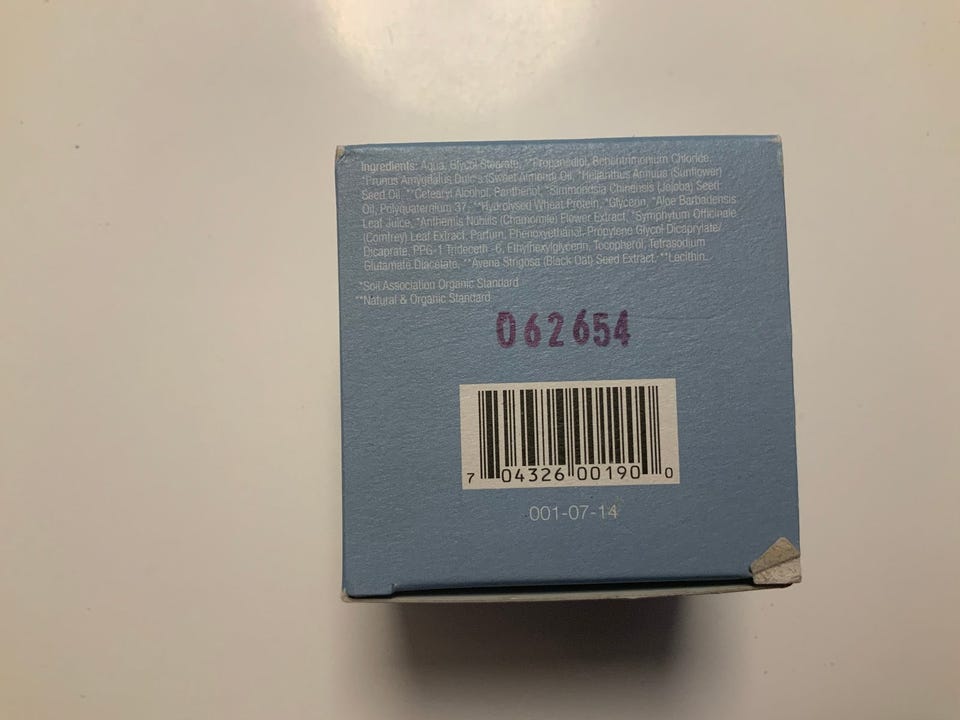 Ingredients: Aqua, Glycol Stearate, **Propanediol, Behentrimonium Chloride,
*Prunus Amygdalus Dulcis (Sweet Almond) Oil, *Helianthus Annuus (Sunflower)
Seed Oil, **Cetearyl Alcohol, Panthenol, *Simmondsia Chinensis (Jojoba) Seed
Oil, Polyquaternium 37, **Hydrolysed Wheat Protein, *Glycerin, *Aloe Barbadensis
Leaf Juice, *Anthemis Nobilis (Chamomile) Flower Extract, *Symphytum Officinale
(Comfrey) Leaf Extract, Parfum, Phenoxyethanol, Propylene Glycol Dicaprylate/
Dicaprate, PPG-1 Trideceth -6, Ethylhexylglycerin, Tocopherol, Tetrasodium
Glutamate Diacetate, **Avena Strigosa (Black Oat) Seed Extract, **Lecithin.
*Soil Association Organic Standard
**Natural & Organic Standard
062654
7 04326 00190 0
001-07-14